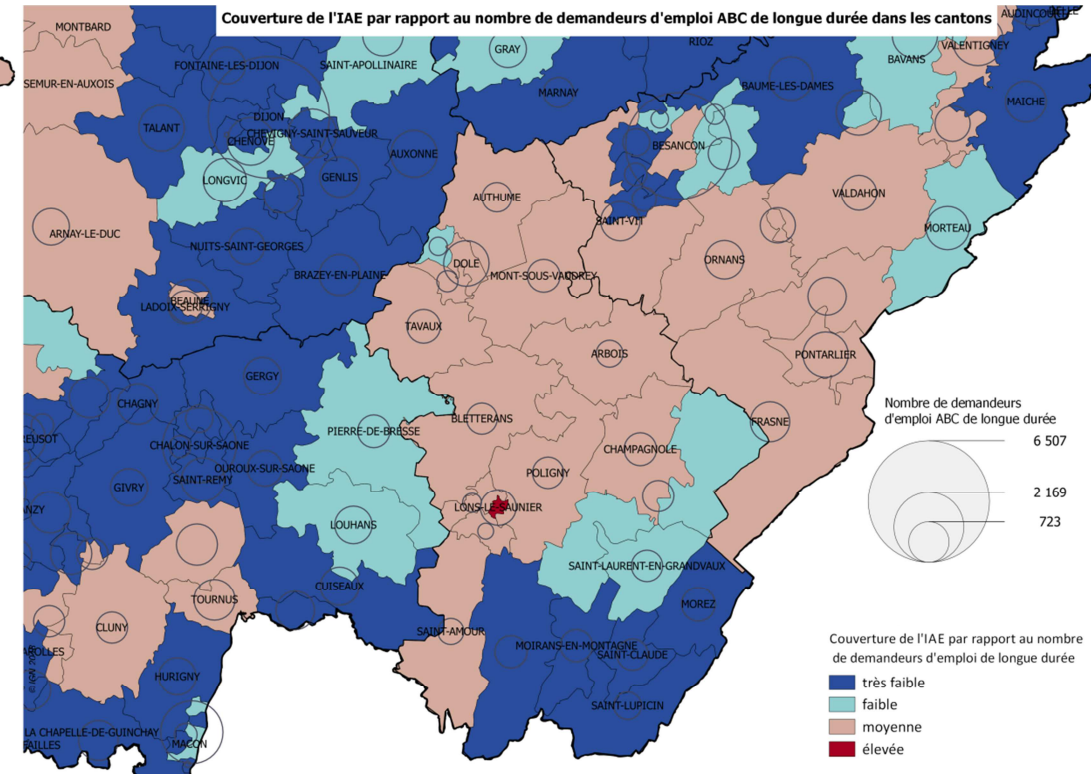 Couverture de l'IAE par rapport au nombre de demandeurs d'emploi ABC de longue durée dans les cantons
AUDINCOURT
MONTBARD
GRAY
RIOZ
VALENTIGNEY
FONTAINE-LES-DIJON
SAINT-APOLLINAIRE
BAVANS
SEMUR-EN-AUXOIS
MARNAY
BAUME-LES-DAMES
MAICHE
DIJON
TALANT
CHEVIGNY-SAINT-SAUVEUR
CHENOVE
BESANCON
AUXONNE
LONGVIC
GENLIS
AUTHUME
VALDAHON
ARNAY-LE-DUC
SAINT-VIT
MORTEAU
NUITS-SAINT-GEORGES
DOLE
ORNANS
BRAZEY-EN-PLAINE
MONT-SOUS-VAUDREY
BEAUNE
LADOIX-SERRIGNY
TAVAUX
ARBOIS
PONTARLIER
GERGY
CHAGNY
BLETTERANS
FRASNE
PIERRE-DE-BRESSE
REUSOT
CHALON-SUR-SAONE
CHAMPAGNOLE
OUROUX-SUR-SAONE
POLIGNY
SAINT-REMY
GIVRY
ANZY
LONS-LE-SAUNIER
LOUHANS
SAINT-LAURENT-EN-GRANDVAUX
CUISEAUX
TOURNUS
MOREZ
CLUNY
SAINT-AMOUR
MOIRANS-EN-MONTAGNE
SAINT-CLAUDE
AROLLES
HURIGNY
SAINT-LUPICIN
LA CHAPELLE-DE-GUINCHAY
MACON
FAILLES
Nombre de demandeurs
d'emploi ABC de longue durée
6 507
2 169
723
Couverture de l'IAE par rapport au nombre
de demandeurs d'emploi de longue durée
très faible
faible
moyenne
élevée